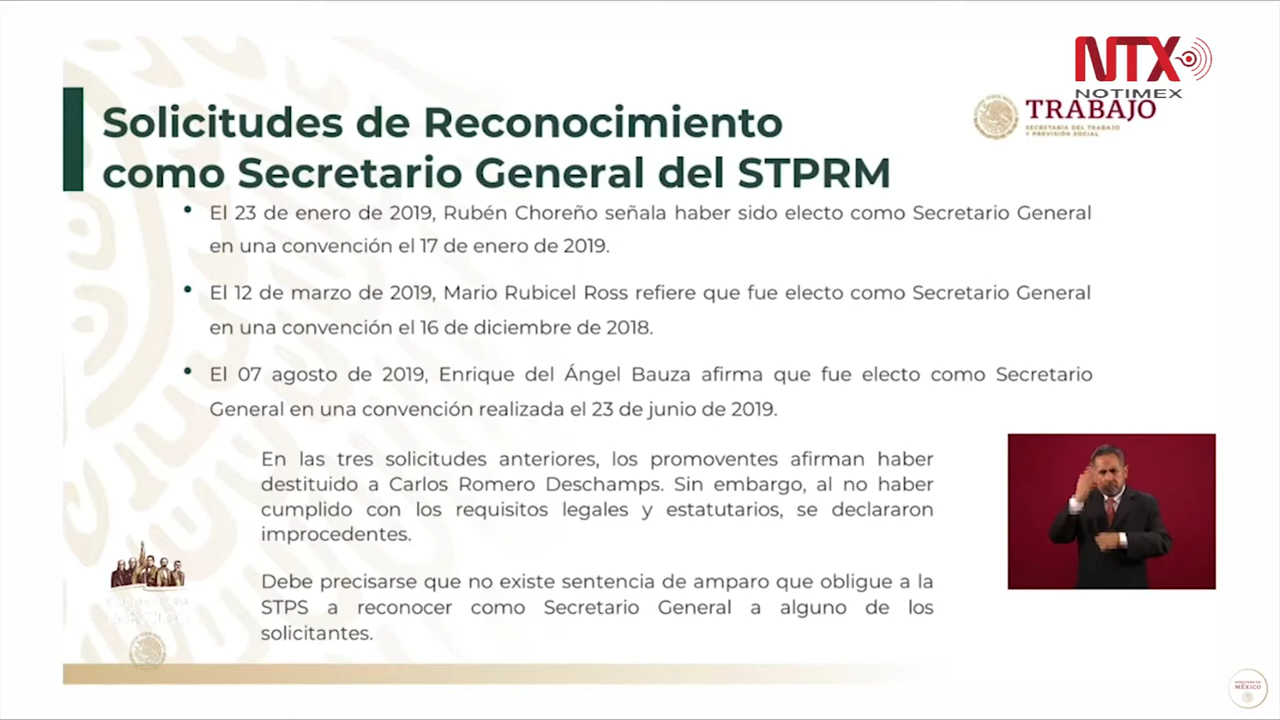 NTX
NOTIMEX
TRABAJO
SECRETARÍA DEL TRABAJO
Y PREVISIÓN SOCIAL
Solicitudes de Reconocimiento
como Secretario General del STPRM
• El 23 de enero de 2019, Rubén Choreño señala haber sido electo como Secretario General
en una convención el 17 de enero de 2019.
• El 12 de marzo de 2019, Mario Rubicel Ross refiere que fue electo como Secretario General
en una convención el 16 de diciembre de 2018.
• El 07 agosto de 2019, Enrique del Ángel Bauza afirma que fue electo como Secretario
General en una convención realizada el 23 de junio de 2019.
En las tres solicitudes anteriores, los promoventes afirman haber
destituido a Carlos Romero Deschamps. Sin embargo, al no haber
cumplido con los requisitos legales y estatutarios, se declararon
improcedentes.
Debe precisarse que no existe sentencia de amparo que obligue a la
STPS a reconocer como Secretario General a alguno de los
solicitantes.
GOBIERNO DE
MÉXICO